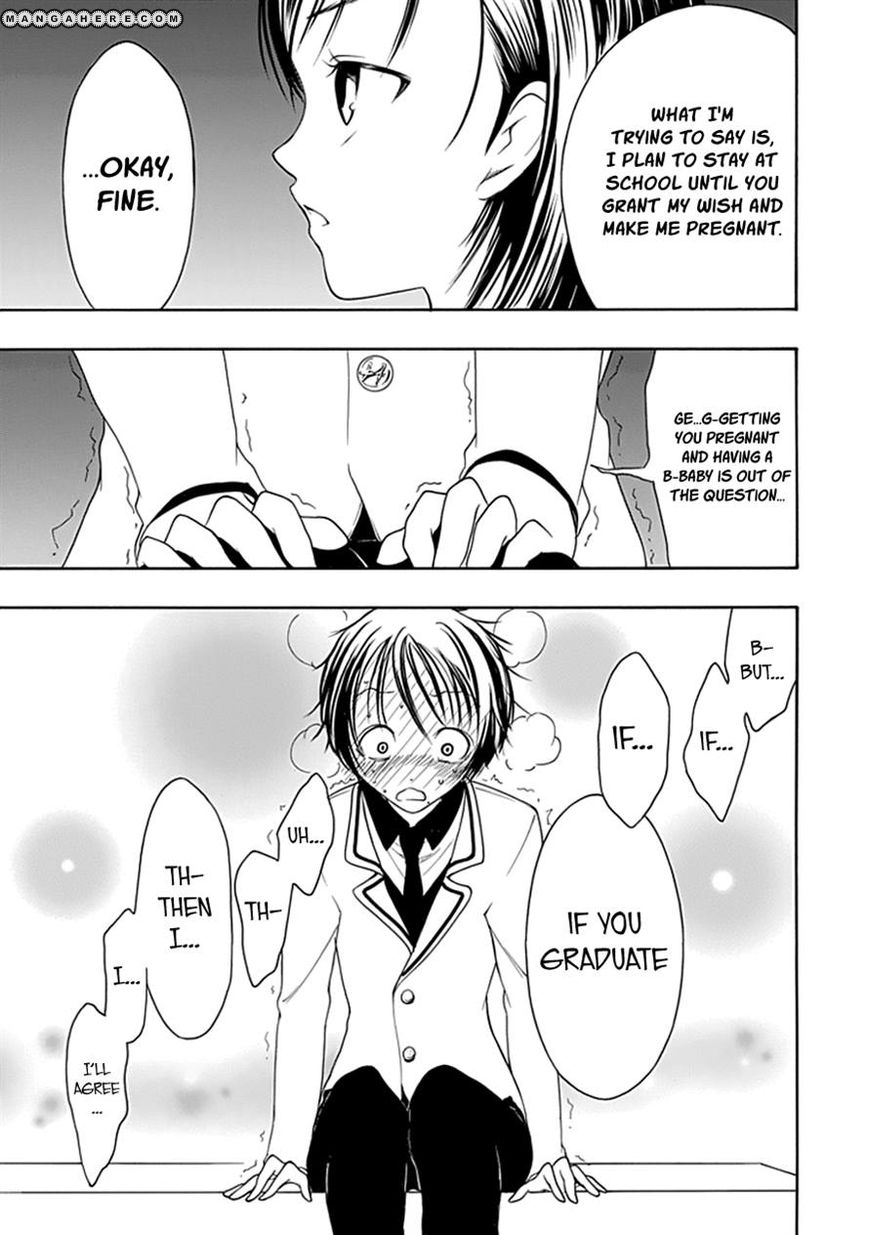 MANGAHERE.COM
WHAT I'M
TRYING TO SAY IS,
I PLAN TO STAY AT
SCHOOL UNTIL YOU
GRANT MY WISH AND
MAKE ME PREGNANT.
...OKAY,
FINE.
GE...G-GETTING
YOU PREGNANT
AND HAVING A
B-BABY IS OUT OF
THE QUESTION...
B-
BUT...
IF...
IF...
IF YOU
GRADUATE
UH...
TH-
TH-
THEN
I...
I...
I'LL
AGREE
...